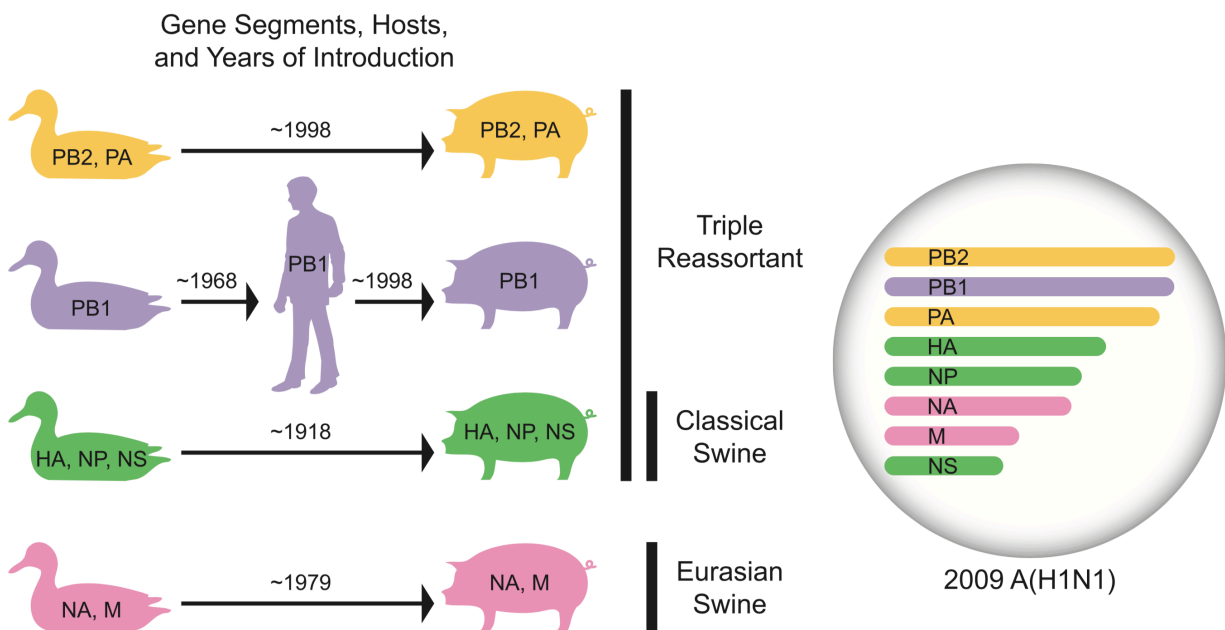 Gene Segments, Hosts,
and Years of Introduction
PB2, PA
~1998
PB2, PA
PB1
~1968
PB1
~1998
PB1
HA, NP, NS
~1918
HA, NP, NS
NA, M
~1979
NA, M
Triple
Reassortant
Classical
Swine
Eurasian
Swine
PB2
PB1
PA
HA
NP
NA
M
NS
2009 A(H1N1)